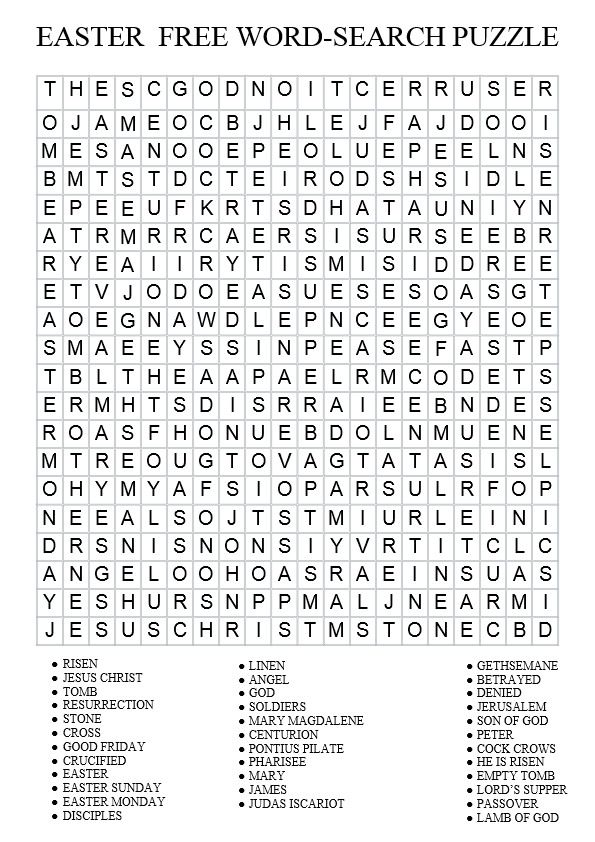 EASTER FREE WORD-SEARCH PUZZLE
T H E S C G O D N O I T C E R R U S E R
O J A M E O C B J H L E J F A J D O O I
M E S A N O O E P E O L U E P E E L N S
B M T S T D C T E I R O D S H S I D L E
E P E E U F K R T S D H A T A U N I Y N
A T R M R R C A E R S I S U R S E E B R
R Y E A I I R Y T I S M I S I D D R E E
E T V J O D O E A S U E S E S O A S G T
A O E G N A W D L E P N C E E G Y E O E
S M A E E Y S S I N P E A S E F A S T P
T B L T H E A A P A E L R M C O D E T S
E R M H T S D I S R R A I E E B N D E S
R O A S F H O N U E B D O L N M U E N E
M T R E O U G T O V A G T A T A S I S L
O H Y M Y A F S I O P A R S U L R F O P
N E E A L S O J T S T M I U R L E I N I
D R S N I S N O N S I Y V R T I T C L C
A N G E L O O H O A S R A E I N S U A S
Y E S H U R S N P P M A L J N E A R M I
J E S U S C H R I S T M S T O N E C B D
● RISEN
● JESUS CHRIST
● TOMB
● RESURRECTION
● STONE
● CROSS
● GOOD FRIDAY
● CRUCIFIED
● EASTER
● EASTER SUNDAY
● EASTER MONDAY
● DISCIPLES
● LINEN
● ANGEL
● GOD
● SOLDIERS
● MARY MAGDALENE
● CENTURION
● PONTIUS PILATE
● PHARISEE
● MARY
● JAMES
● JUDAS ISCARIOT
● GETHSEMANE
● BETRAYED
● DENIED
● JERUSALEM
● SON OF GOD
● PETER
● COCK CROWS
● HE IS RISEN
● EMPTY TOMB
● LORD'S SUPPER
● PASSOVER
● LAMB OF GOD